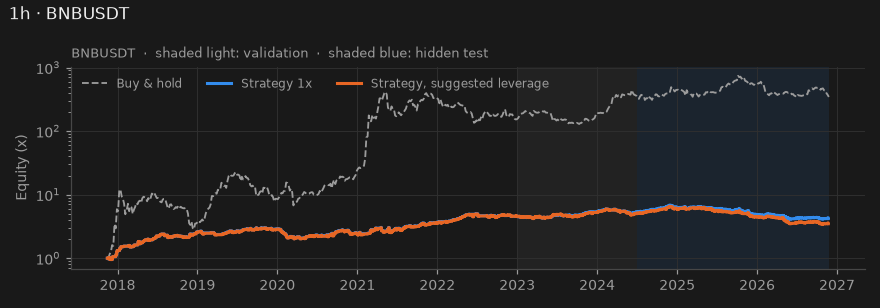 1h · BNBUSDT
BNBUSDT · shaded light: validation · shaded blue: hidden test
Buy & hold
Strategy 1x
Strategy, suggested leverage
Equity (x)
10³
10²
10¹
10⁰
2018 2019 2020 2021 2022 2023 2024 2025 2026 2027